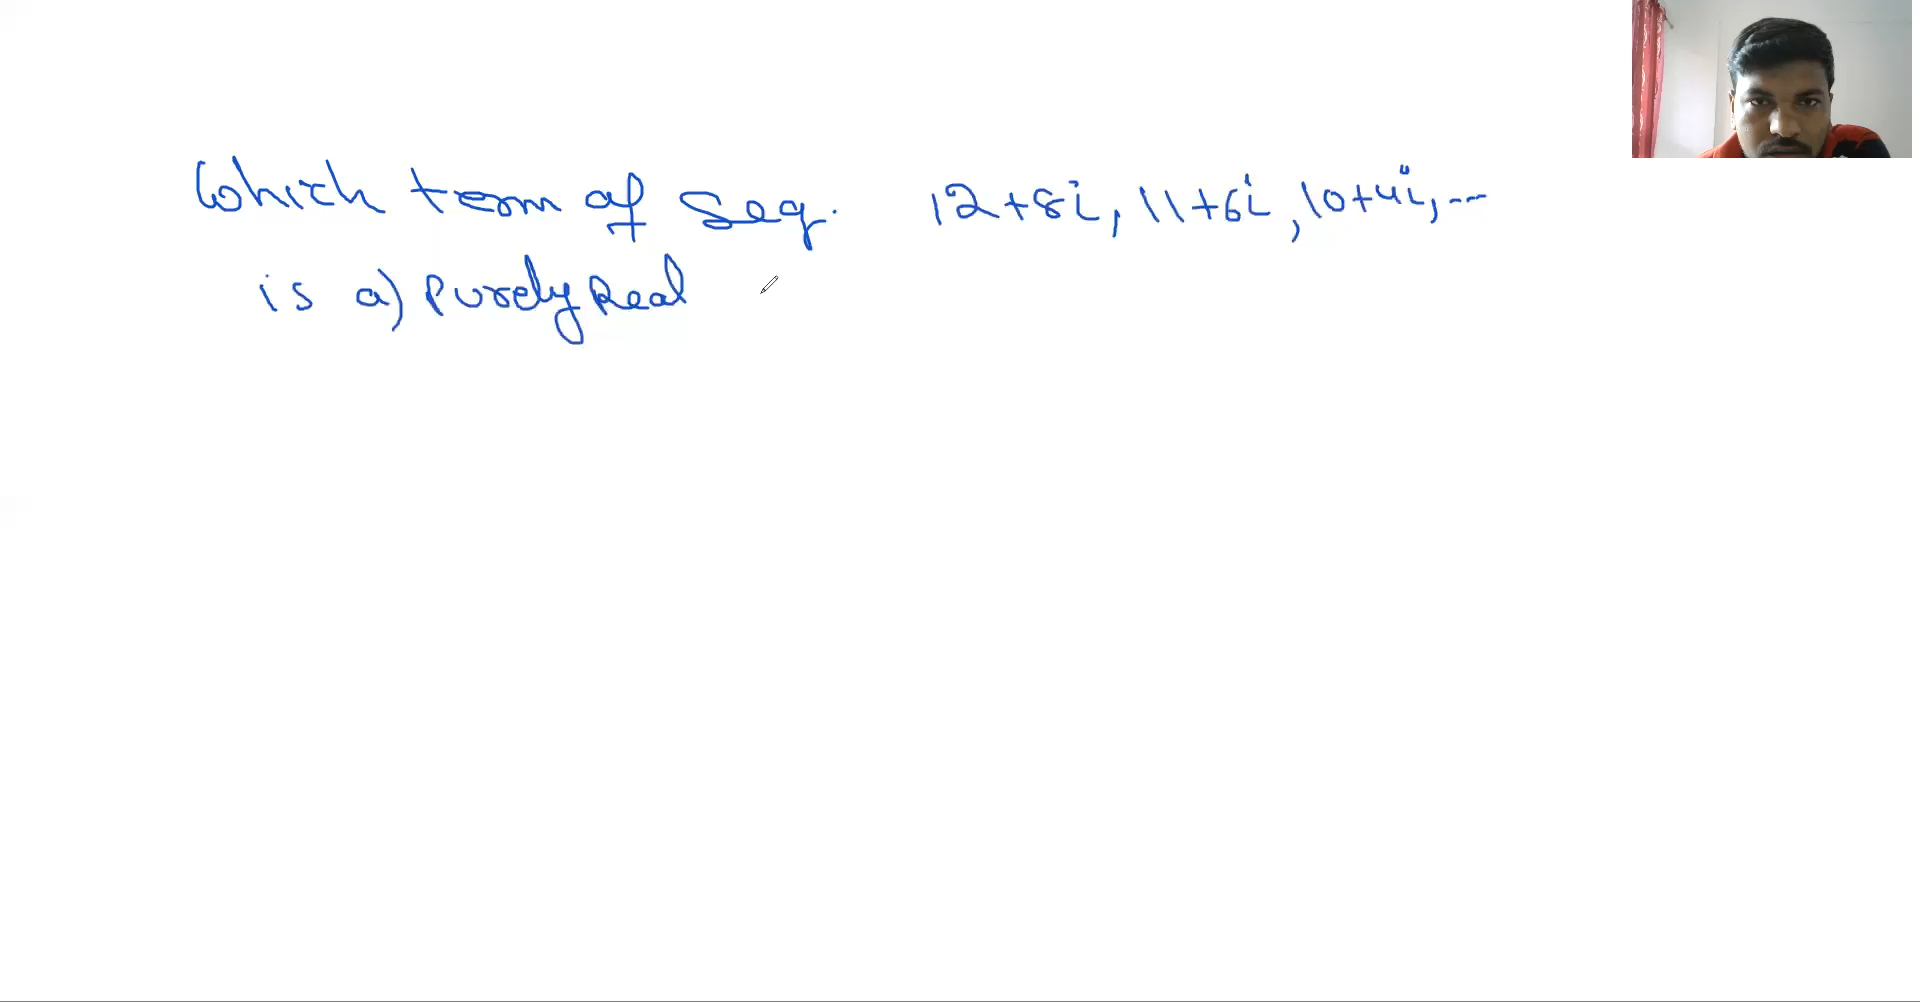 Which term of Seq. 12+8i, 11+6i, 10+4i, ---
is a) Purely Real